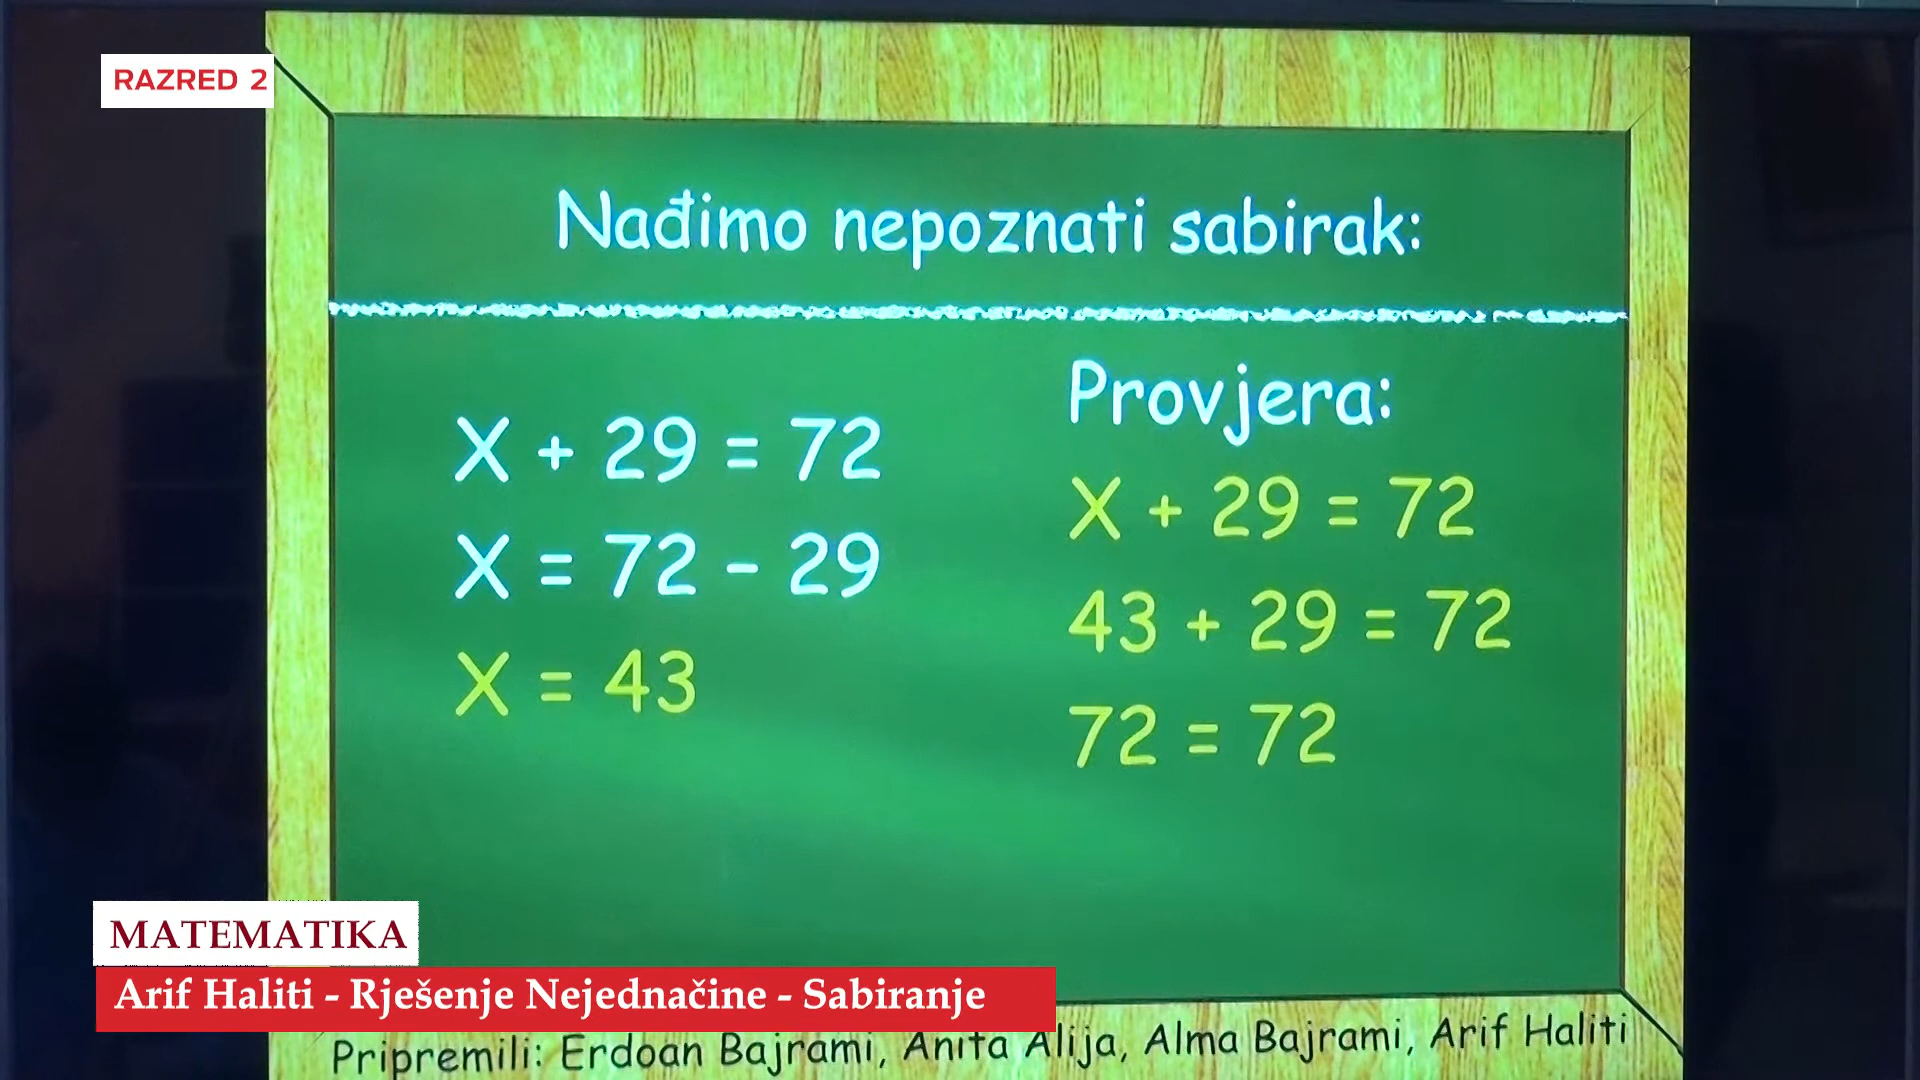 RAZRED 2
Nađimo nepoznati sabirak:
X + 29 = 72
X = 72 - 29
X = 43
Provjera:
X + 29 = 72
43 + 29 = 72
72 = 72
MATEMATIKA
Arif Haliti - Rješenje Nejednačine - Sabiranje
Pripremili: Erdoan Bajrami, Anita Alija, Alma Bajrami, Arif Haliti